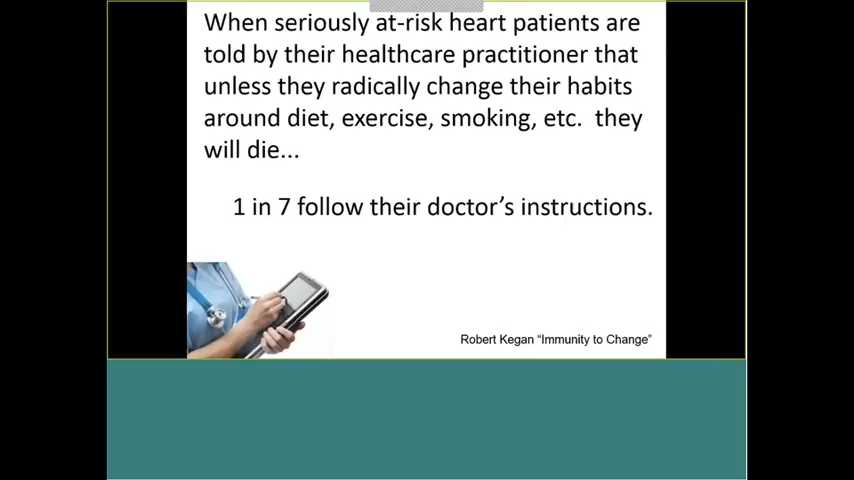 When seriously at-risk heart patients are
told by their healthcare practitioner that
unless they radically change their habits
around diet, exercise, smoking, etc.  they
will die...
1 in 7 follow their doctor’s instructions.
Robert Kegan “Immunity to Change”